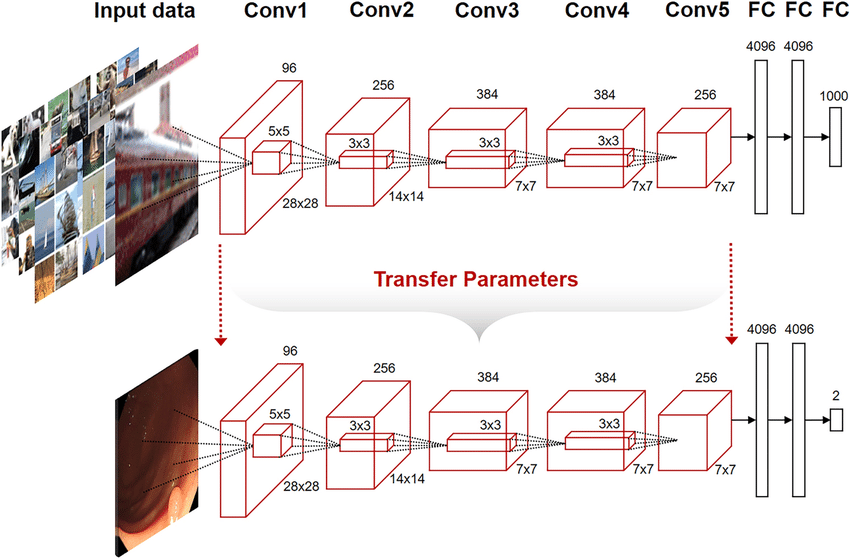 Input data Conv1 Conv2 Conv3 Conv4 Conv5 FC FC FC
4096 4096
96
256 384 384 256
1000
5x5
3x3 3x3 3x3
7x7 7x7 7x7
14x14
28x28
Transfer Parameters
4096 4096
96
256 384 384 256
2
5x5
3x3 3x3 3x3
7x7 7x7 7x7
14x14
28x28